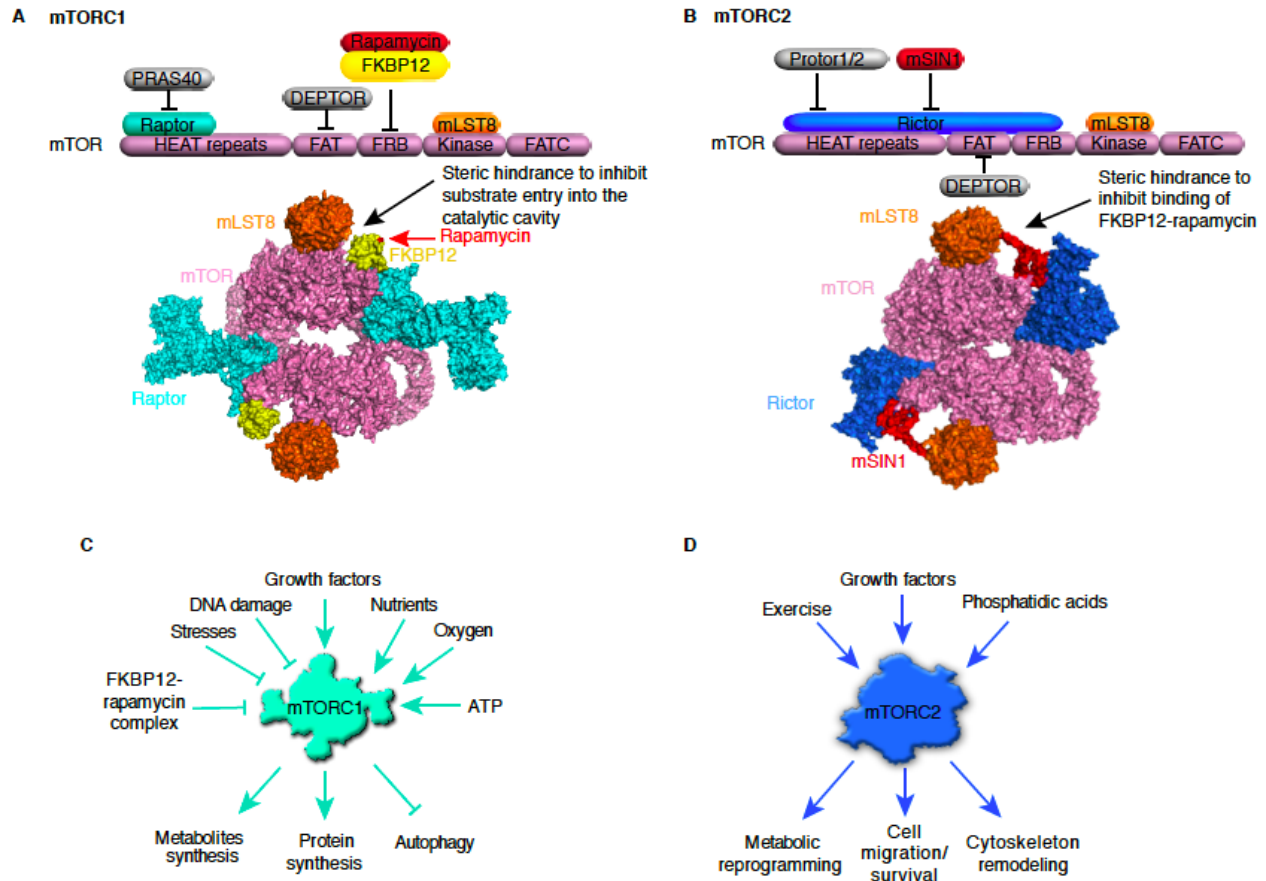 A mTORC1
Rapamycin
FKBP12
PRAS40
DEPTOR
Raptor
mLST8
mTOR HEAT repeats FAT FRB Kinase FATC
Steric hindrance to inhibit
substrate entry into the
catalytic cavity
mLST8
Rapamycin
FKBP12
mTOR
Raptor
B mTORC2
Protor1/2 mSIN1
Rictor mLST8
mTOR HEAT repeats FAT FRB Kinase FATC
DEPTOR
Steric hindrance to
inhibit binding of
FKBP12-rapamycin
mLST8
mTOR
Rictor
mSIN1
C
Growth factors
DNA damage Nutrients
Stresses Oxygen
FKBP12-
rapamycin
complex
mTORC1 ATP
Metabolites
synthesis
Protein
synthesis
Autophagy
D
Growth factors
Exercise Phosphatidic acids
mTORC2
Metabolic
reprogramming
Cell
migration/
survival
Cytoskeleton
remodeling